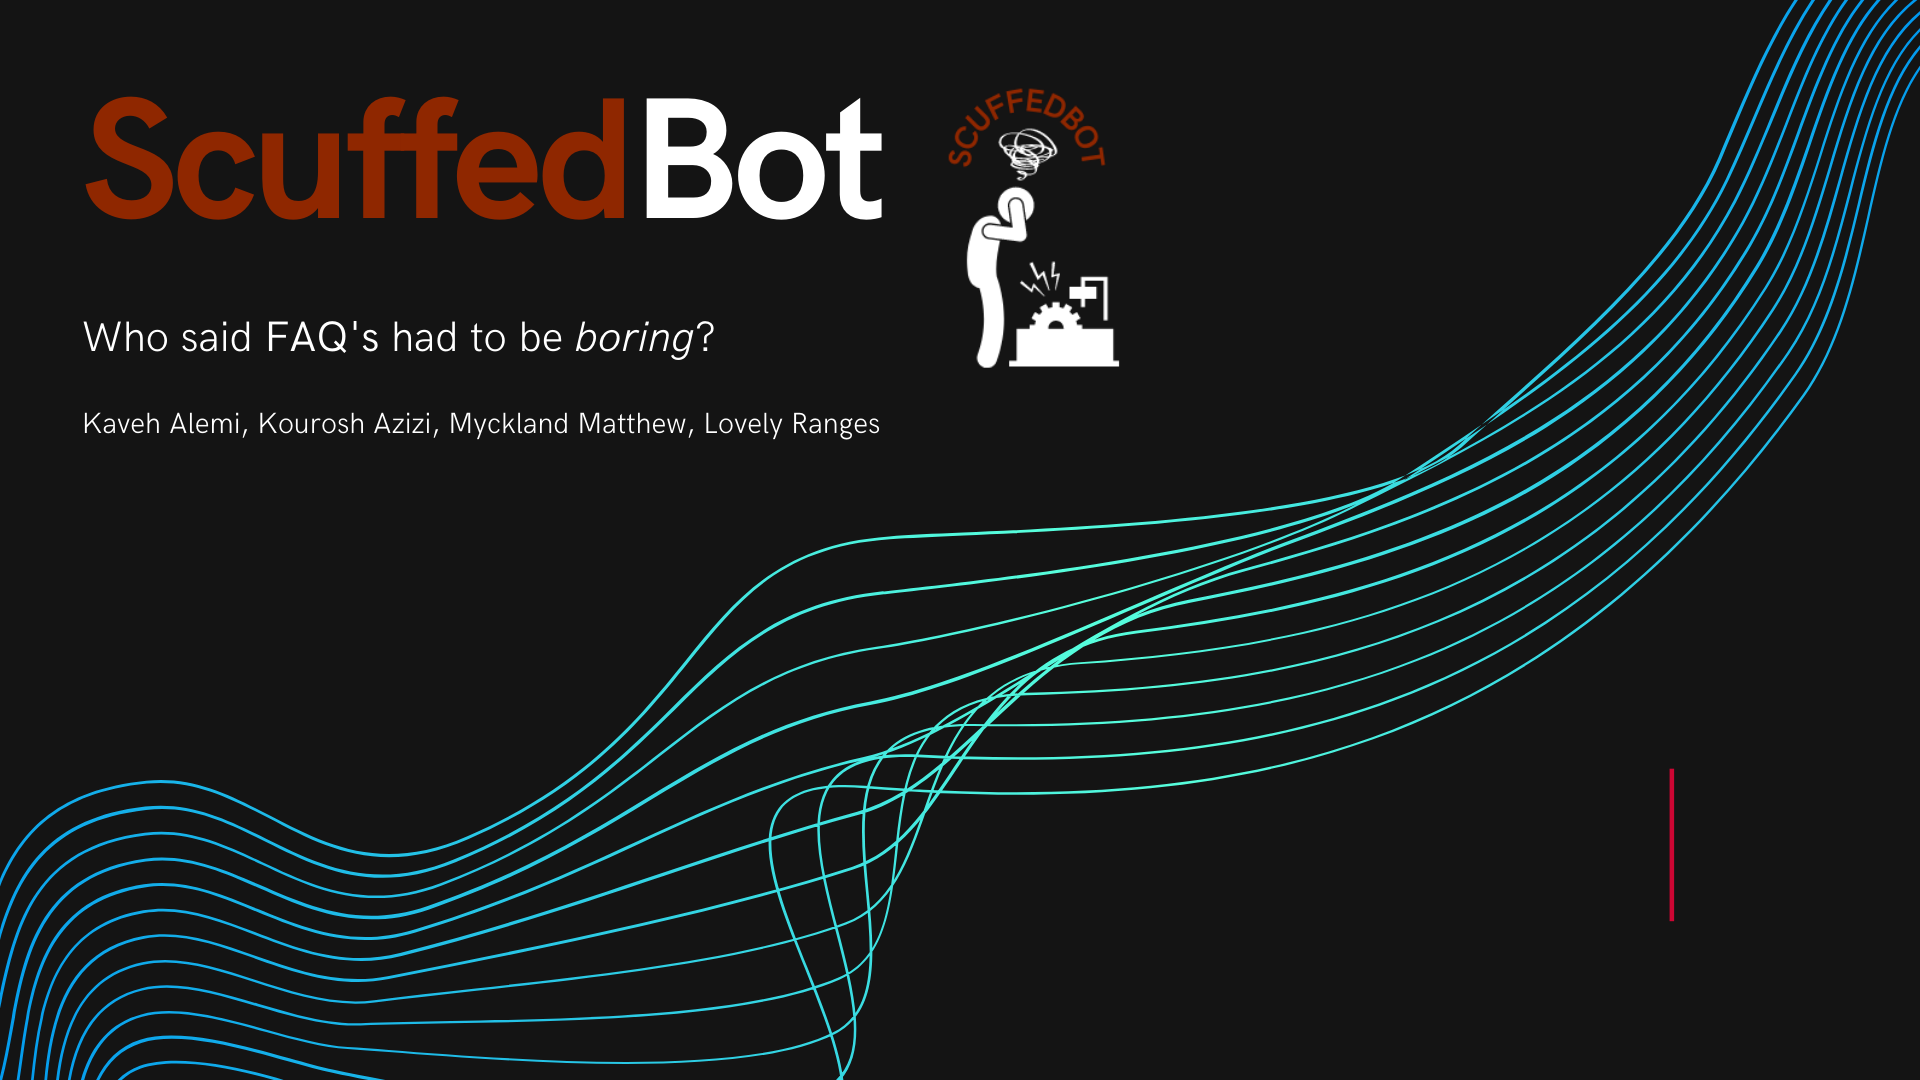 ScuffedBot
SCUFFEDBOT
Who said FAQ's had to be boring?
Kaveh Alemi, Kourosh Azizi, Myckland Matthew, Lovely Ranges